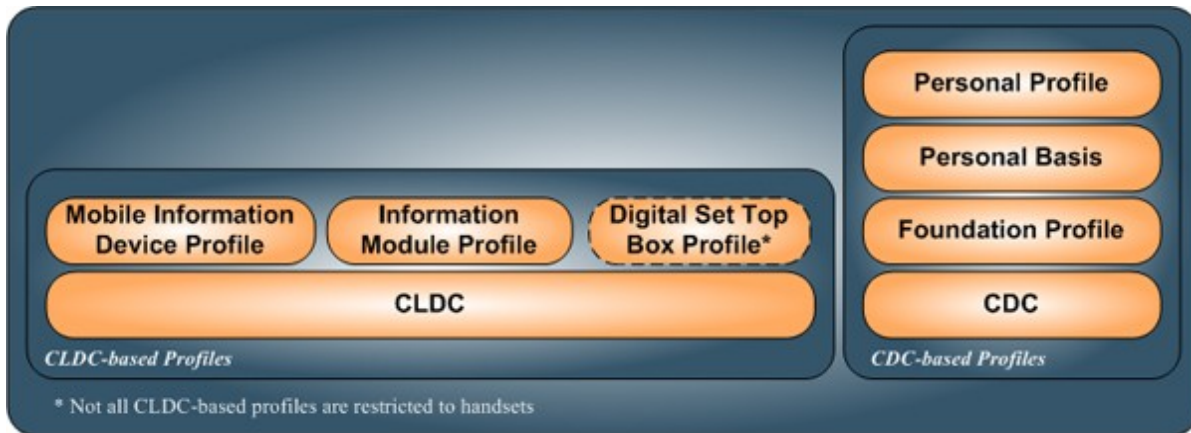 Mobile Information
Device Profile
Information
Module Profile
Digital Set Top
Box Profile*
CLDC
CLDC-based Profiles
* Not all CLDC-based profiles are restricted to handsets
Personal Profile
Personal Basis
Foundation Profile
CDC
CDC-based Profiles